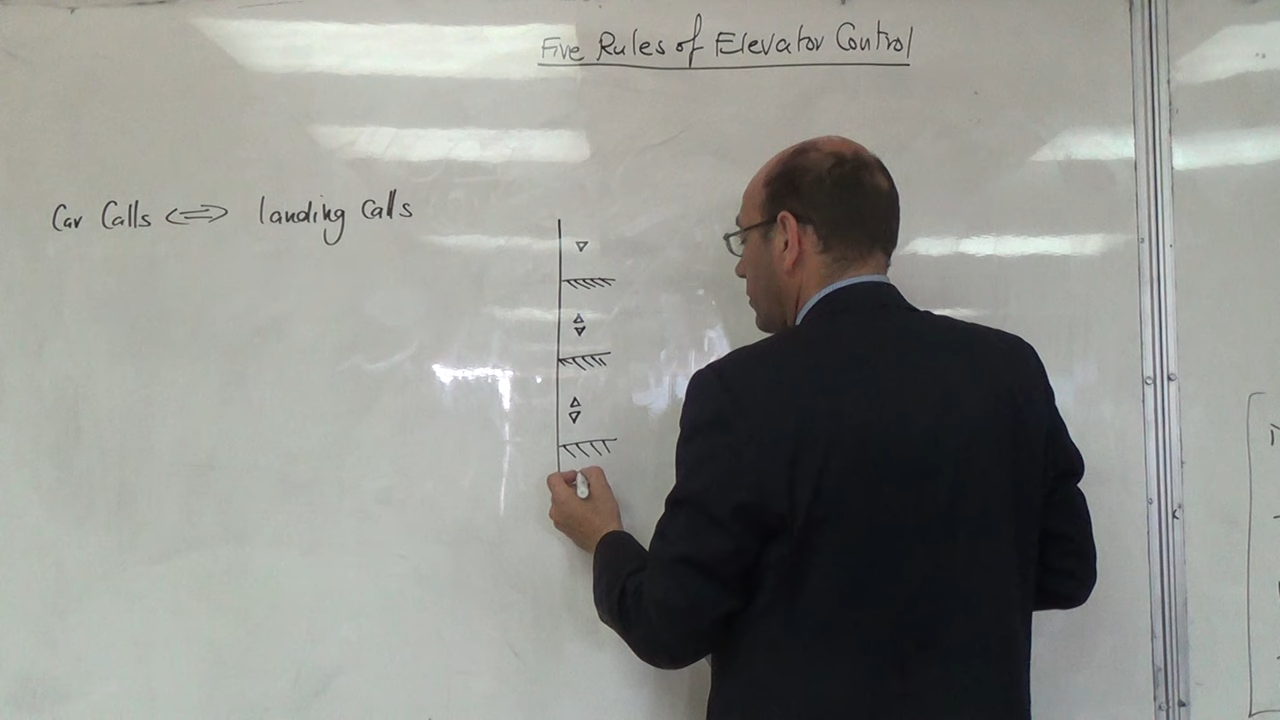 Five Rules of Elevator Control
Car Calls <=> landing Calls